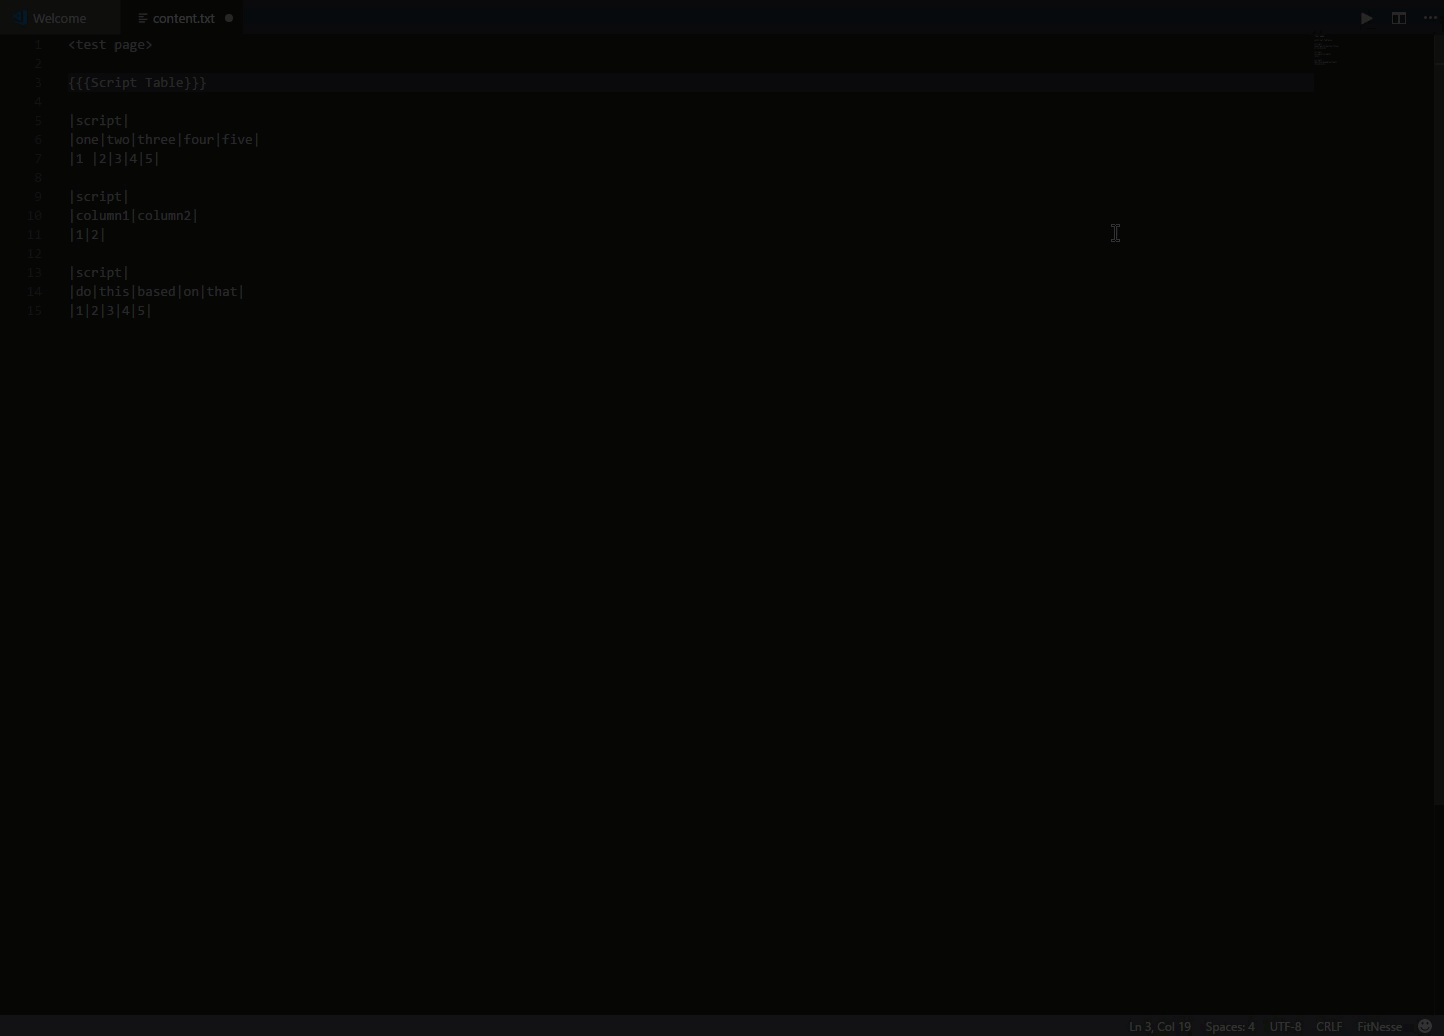 Welcome content.txt
1 <test page>
2
3 {{{Script Table}}}
4
5 |script|
6 |one|two|three|four|five|
7 |1 |2|3|4|5|
8
9 |script|
10 |column1|column2|
11 |1|2|
12
13 |script|
14 |do|this|based|on|that|
15 |1|2|3|4|5|
Ln 3, Col 19 Spaces: 4 UTF-8 CRLF FitNesse